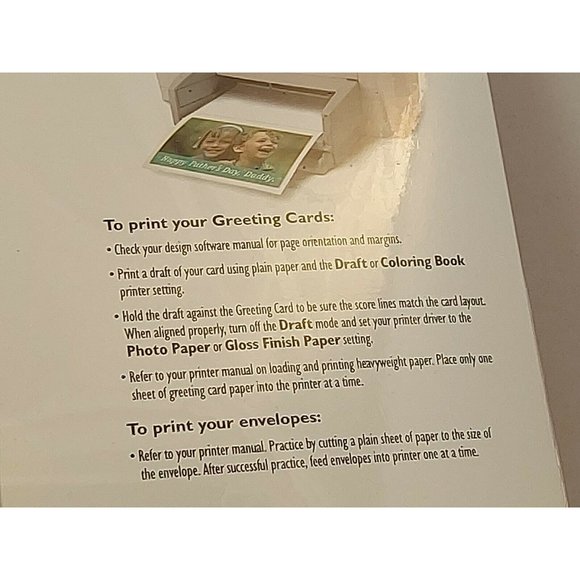 Happy Father's Day, Daddy.
To print your Greeting Cards:
• Check your design software manual for page orientation and margins.
• Print a draft of your card using plain paper and the Draft or Coloring Book
printer setting.
• Hold the draft against the Greeting Card to be sure the score lines match the card layout.
When aligned properly, turn off the Draft mode and set your printer driver to the
Photo Paper or Gloss Finish Paper setting.
• Refer to your printer manual on loading and printing heavyweight paper. Place only one
sheet of greeting card paper into the printer at a time.
To print your envelopes:
• Refer to your printer manual. Practice by cutting a plain sheet of paper to the size of
the envelope. After successful practice, feed envelopes into printer one at a time.